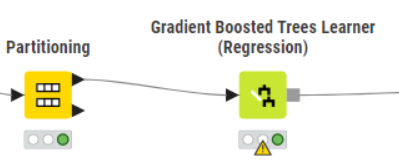 Partitioning
Gradient Boosted Trees Learner
(Regression)